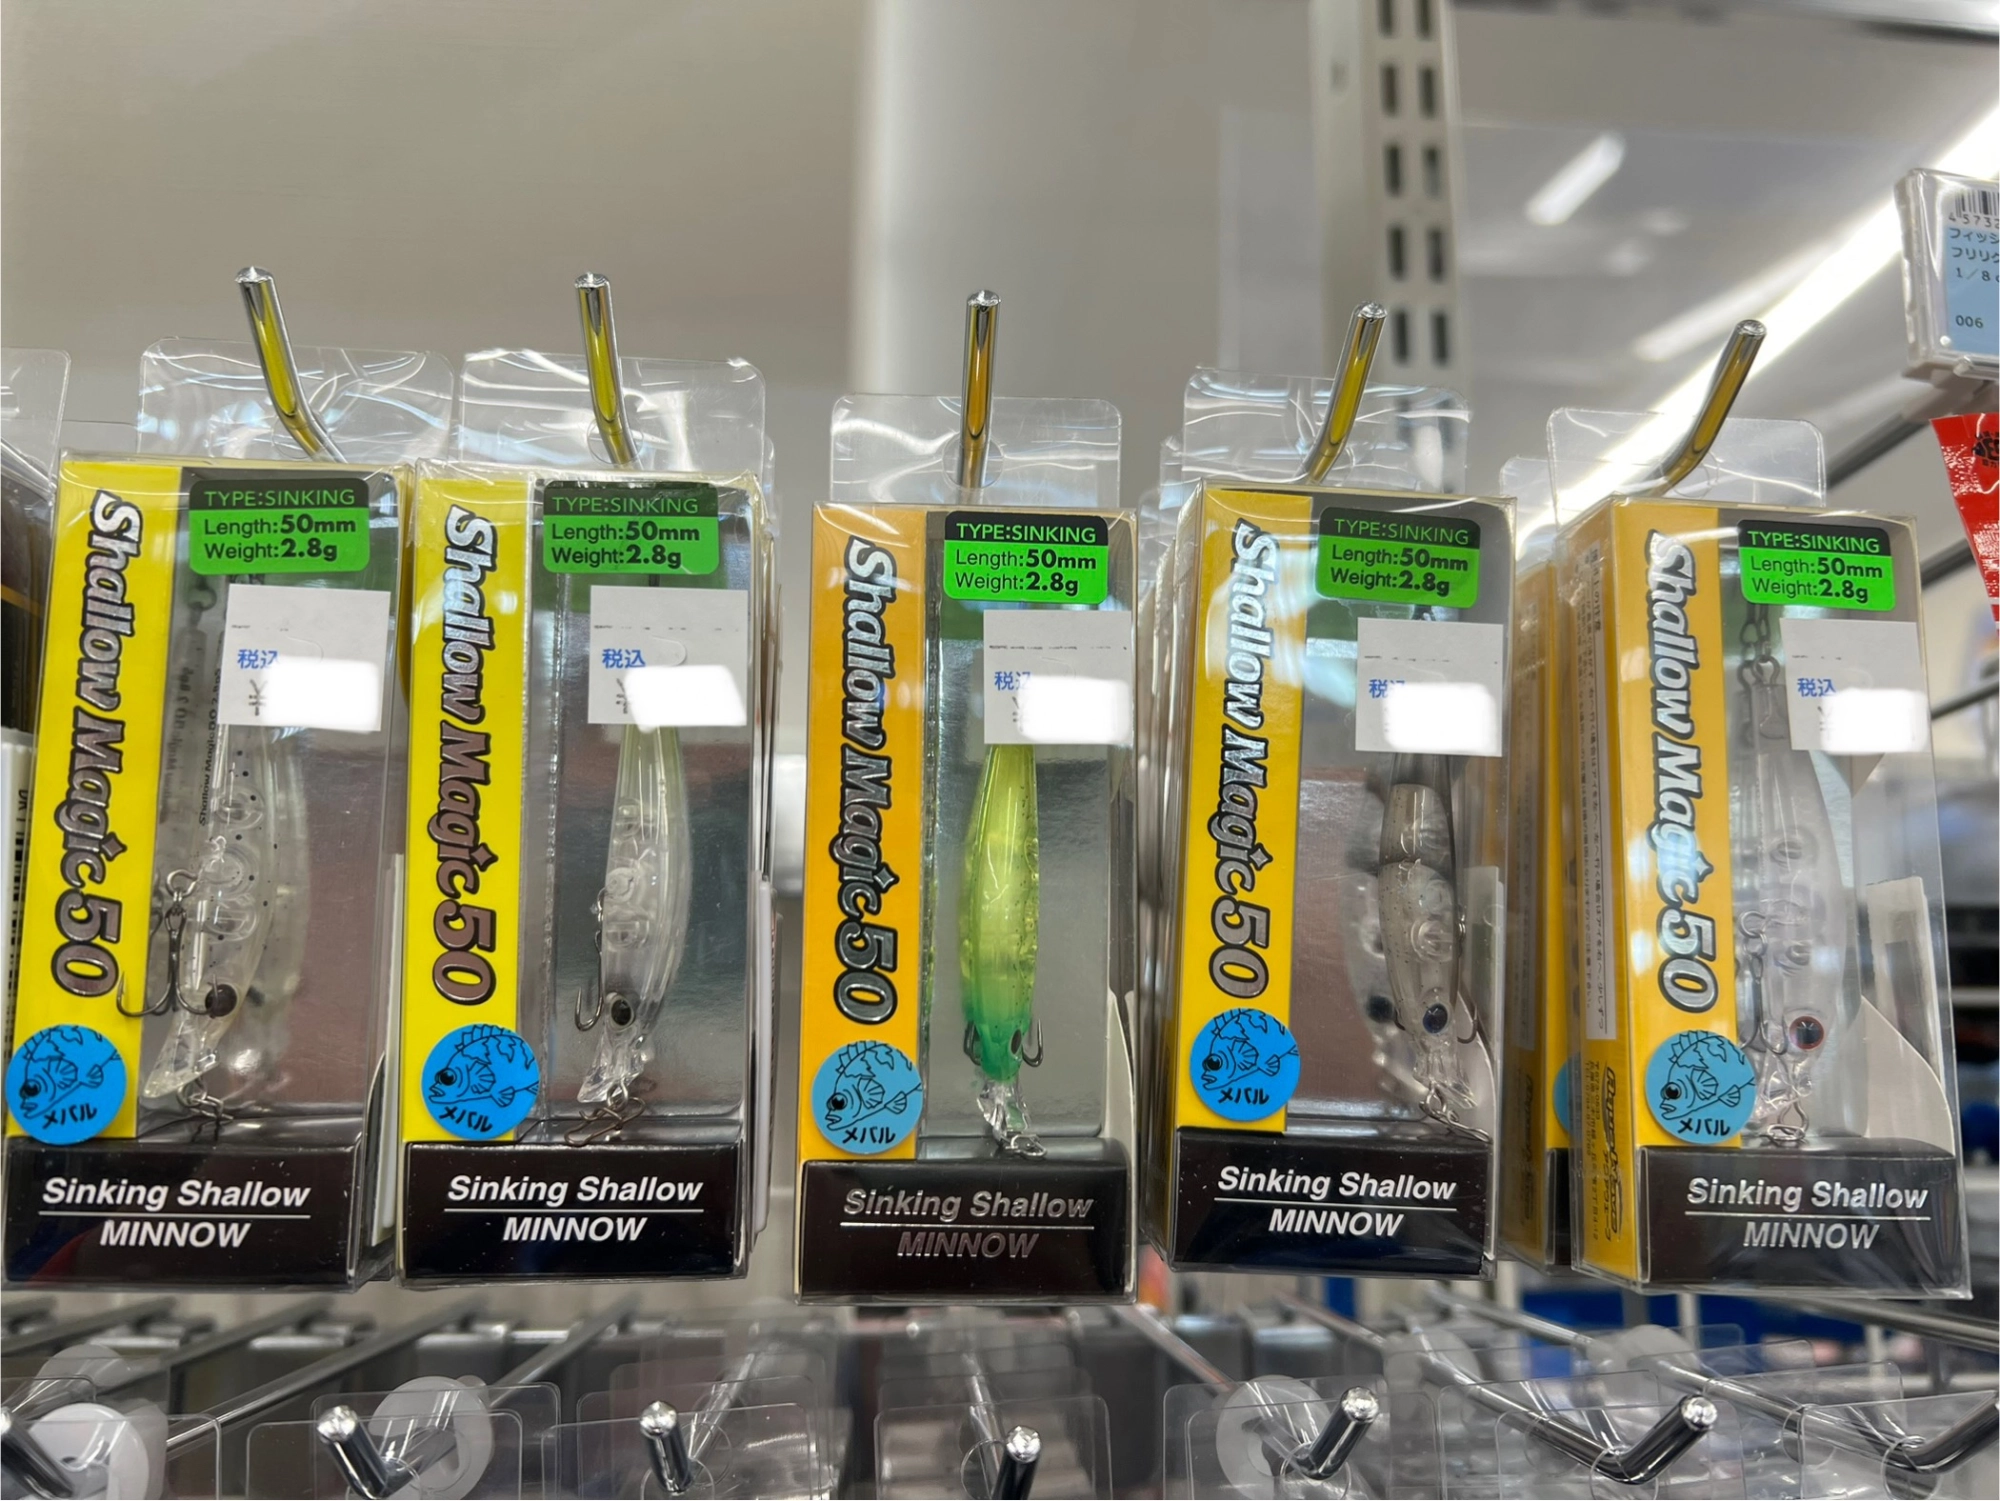 TYPE:SINKING
Length:50mm
Weight:2.8g
税込
Shallow Magic 50
メバル
Sinking Shallow
MINNOW
TYPE:SINKING
Length:50mm
Weight:2.8g
税込
Shallow Magic 50
メバル
Sinking Shallow
MINNOW
TYPE:SINKING
Length:50mm
Weight:2.8g
税込
Shallow Magic 50
メバル
Sinking Shallow
MINNOW
TYPE:SINKING
Length:50mm
Weight:2.8g
税込
Shallow Magic 50
メバル
Sinking Shallow
MINNOW
TYPE:SINKING
Length:50mm
Weight:2.8g
税込
Shallow Magic 50
メバル
Sinking Shallow
MINNOW
006